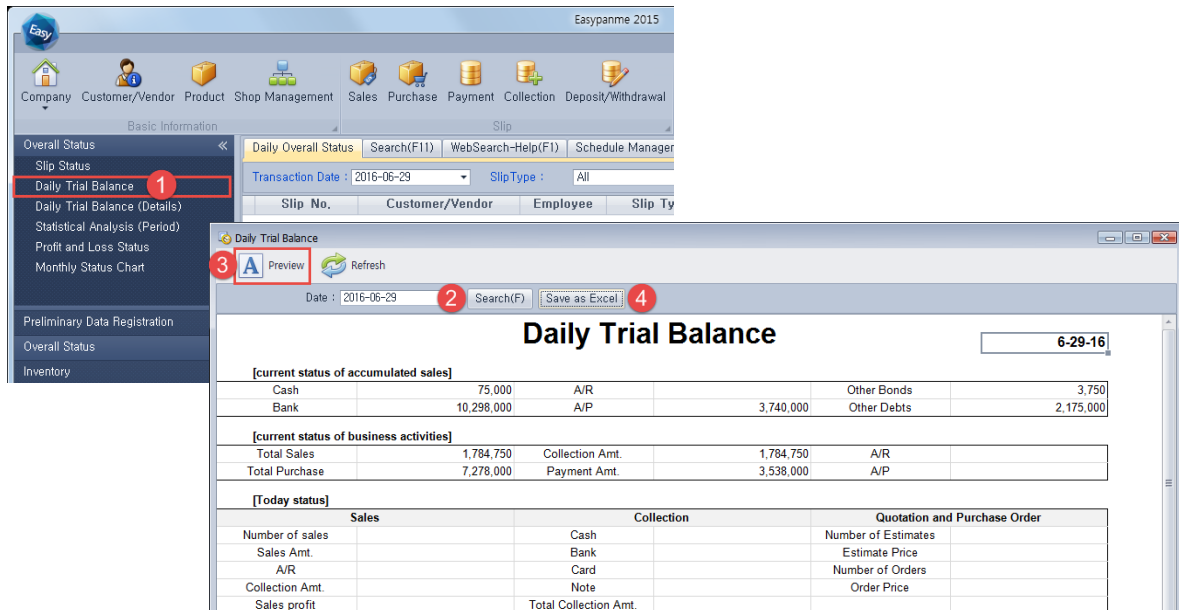 Easypanme 2015
Easy
Company Customer/Vendor Product Shop Management Sales Purchase Payment Collection Deposit/Withdrawal
Basic Information Slip
Overall Status
Slip Status
Daily Trial Balance 1
Daily Trial Balance (Details)
Statistical Analysis (Period)
Profit and Loss Status
Monthly Status Chart
Preliminary Data Registration
Overall Status
Inventory
Daily Overall Status Search(F11) WebSearch-Help(F1) Schedule Manager
Transaction Date : 2016-06-29 SlipType : All
Slip No. Customer/Vendor Employee Slip Ty
Daily Trial Balance
3 A Preview Refresh
Date : 2016-06-29 2 Search(F) Save as Excel 4
Daily Trial Balance
6-29-16
[current status of accumulated sales]
Cash 75,000 A/R Other Bonds 3,750
Bank 10,298,000 A/P 3,740,000 Other Debts 2,175,000
[current status of business activities]
Total Sales 1,784,750 Collection Amt. 1,784,750 A/R
Total Purchase 7,278,000 Payment Amt. 3,538,000 A/P
[Today status]
Sales Collection Quotation and Purchase Order
Number of sales Cash Number of Estimates
Sales Amt. Bank Estimate Price
A/R Card Number of Orders
Collection Amt. Note Order Price
Sales profit Total Collection Amt.